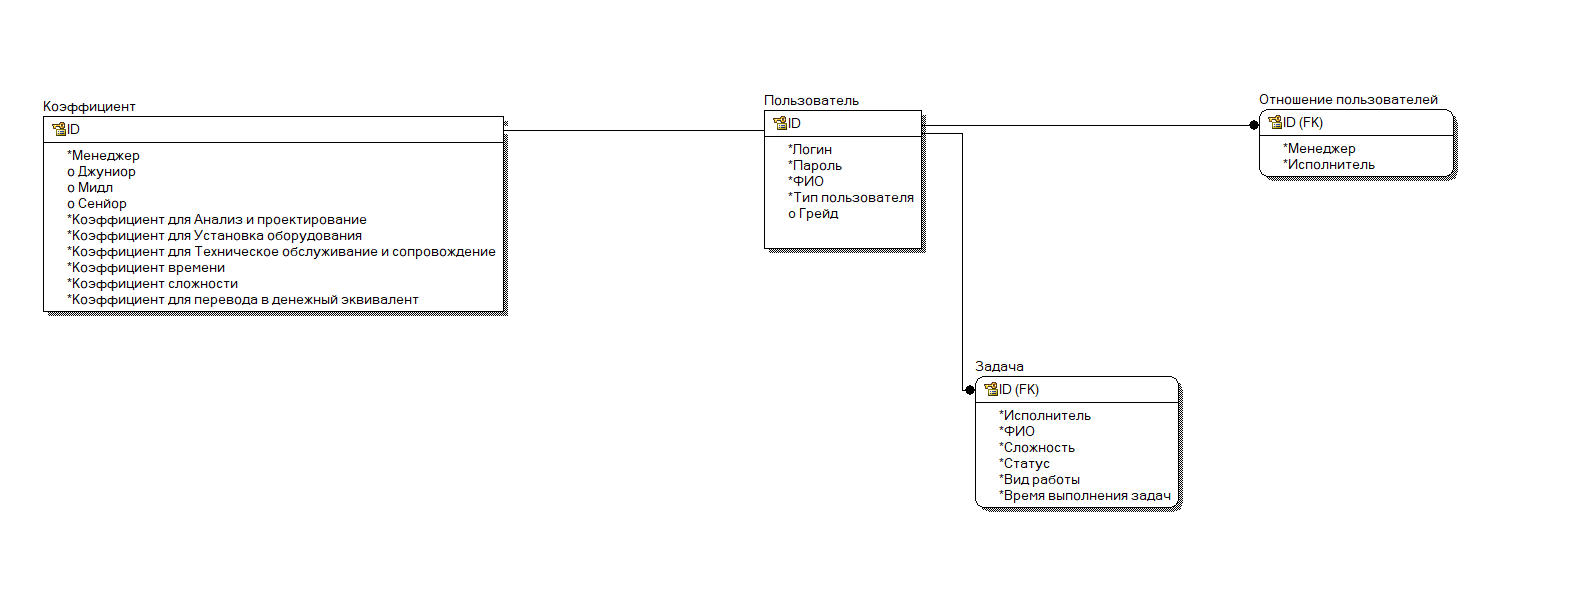 Коэффициент
ID
*Менеджер
o Джуниор
o Мидл
o Сенйор
*Коэффициент для Анализ и проектирование
*Коэффициент для Установка оборудования
*Коэффициент для Техническое обслуживание и сопровождение
*Коэффициент времени
*Коэффициент сложности
*Коэффициент для перевода в денежный эквивалент
Пользователь
ID
*Логин
*Пароль
*ФИО
*Тип пользователя
o Грейд
Отношение пользователей
ID (FK)
*Менеджер
*Исполнитель
Задача
ID (FK)
*Исполнитель
*ФИО
*Сложность
*Статус
*Вид работы
*Время выполнения задач